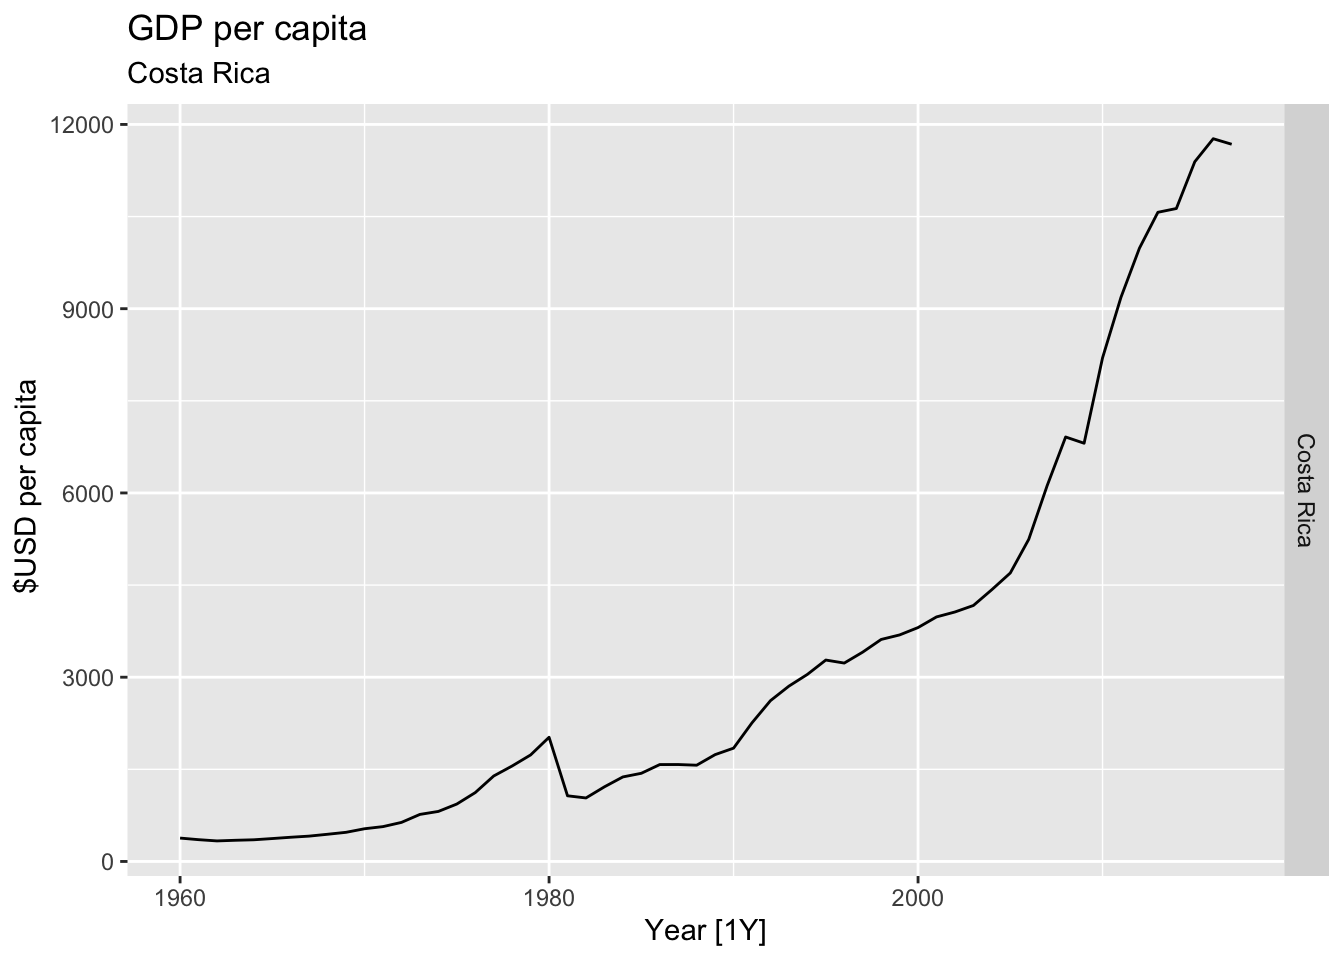 GDP per capita
Costa Rica
12000
9000
6000
3000
0
$USD per capita
Costa Rica
1960
1980
2000
Year [1Y]